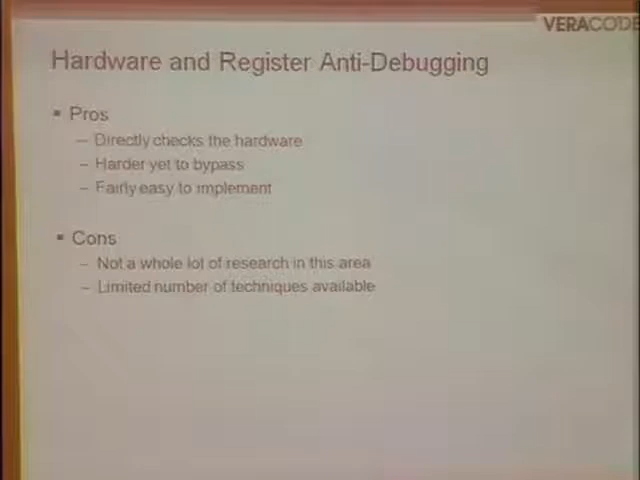 VERACODE
Hardware and Register Anti-Debugging
▪ Pros
– Directly checks the hardware
– Harder yet to bypass
– Fairly easy to implement
▪ Cons
– Not a whole lot of research in this area
– Limited number of techniques available